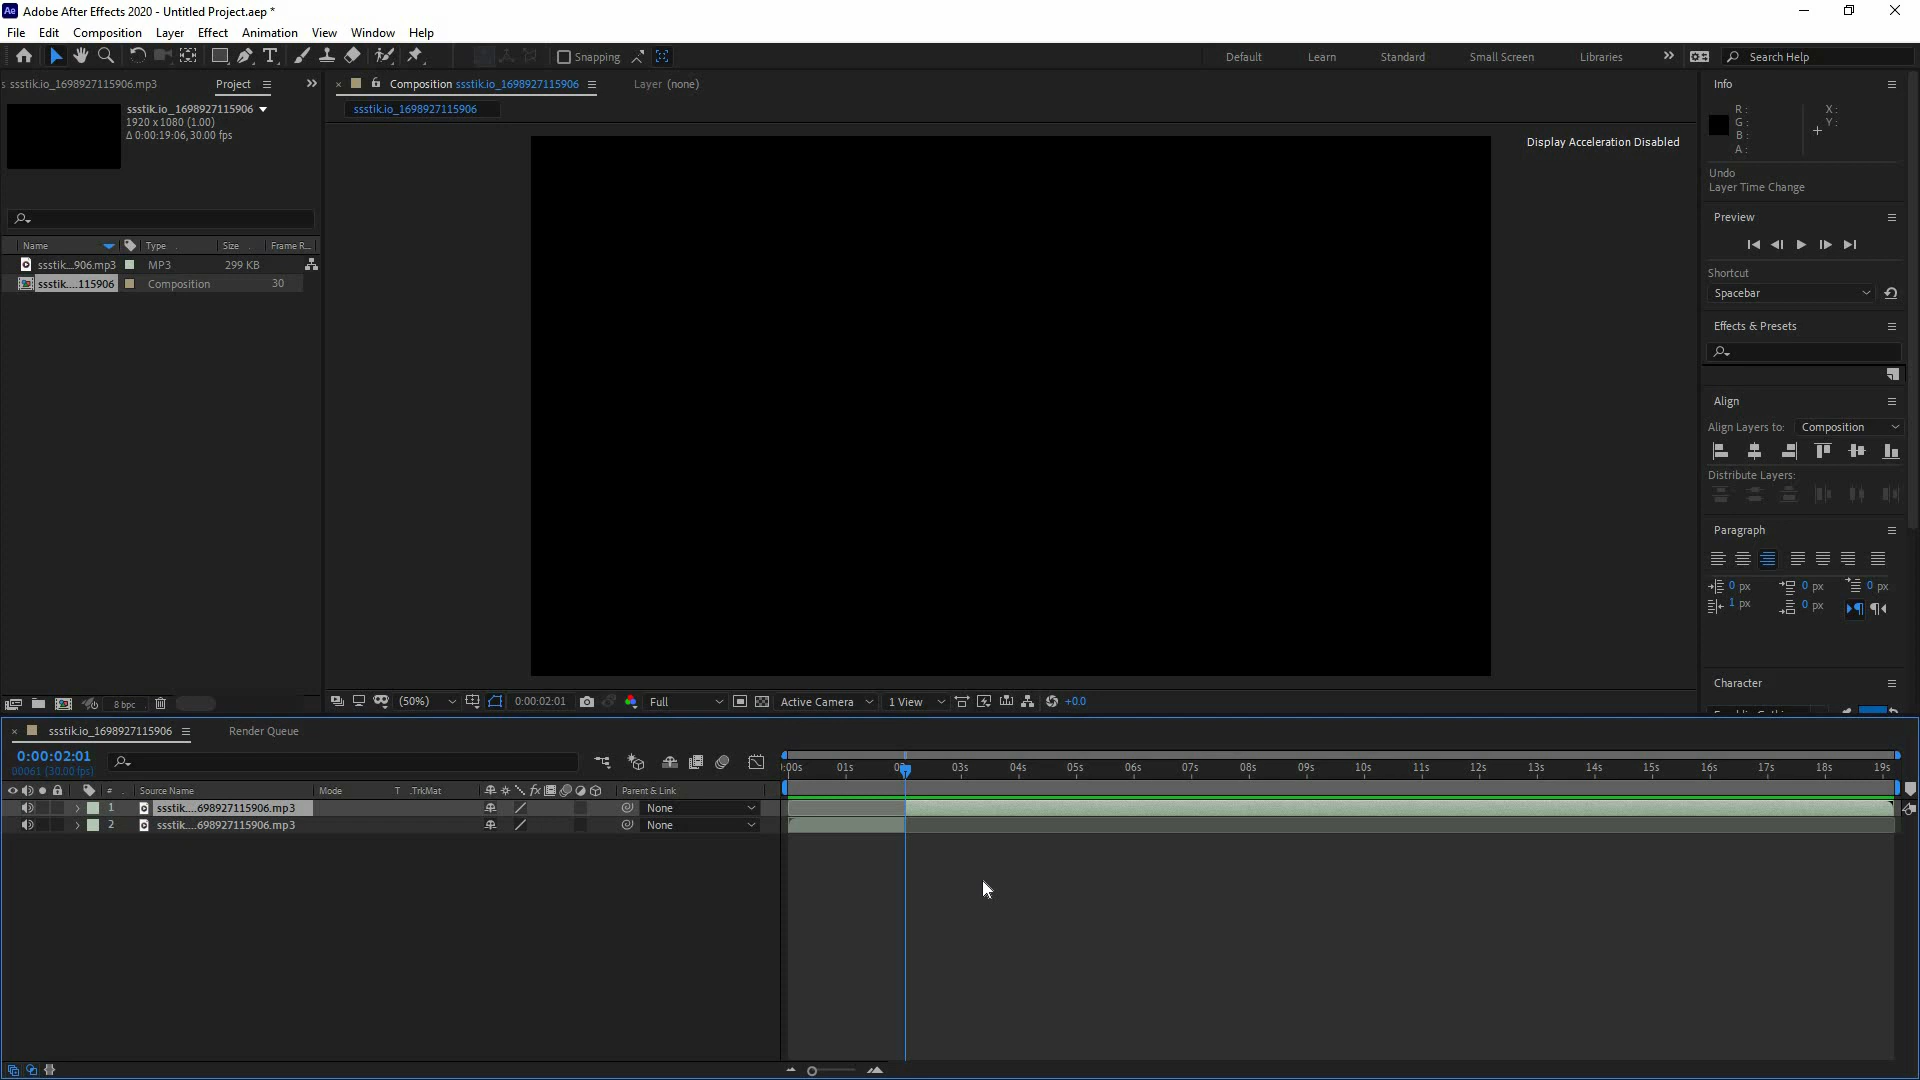 Adobe After Effects 2020 - Untitled Project.aep *
File Edit Composition Layer Effect Animation View Window Help
Snapping
Default Learn Standard Small Screen Libraries Search Help
ssstik.io_1698927115906.mp3 Project
Composition ssstik.io_1698927115906 Layer (none)
ssstik.io_1698927115906
ssstik.io_1698927115906
1920 x 1080 (1.00)
Δ 0:00:19:06, 30.00 fps
Display Acceleration Disabled
Name Type Size Frame R...
ssstik...906.mp3 MP3 299 KB
ssstik....115906 Composition 30
Info
R :
G :
B :
A :
X :
Y :
Undo
Layer Time Change
Preview
Shortcut
Spacebar
Effects & Presets
Align
Align Layers to: Composition
Distribute Layers:
Paragraph
0 px 0 px 0 px
1 px 0 px
Character
8 bpc
(50%) 0:00:02:01 Full Active Camera 1 View +0.0
ssstik.io_1698927115906 Render Queue
0:00:02:01
00061 (30.00 fps)
:00s 01s 03s 04s 05s 06s 07s 08s 09s 10s 11s 12s 13s 14s 15s 16s 17s 18s 19s
# Source Name Mode T .TrkMat Parent & Link
1 ssstik....698927115906.mp3 None
2 ssstik....698927115906.mp3 None